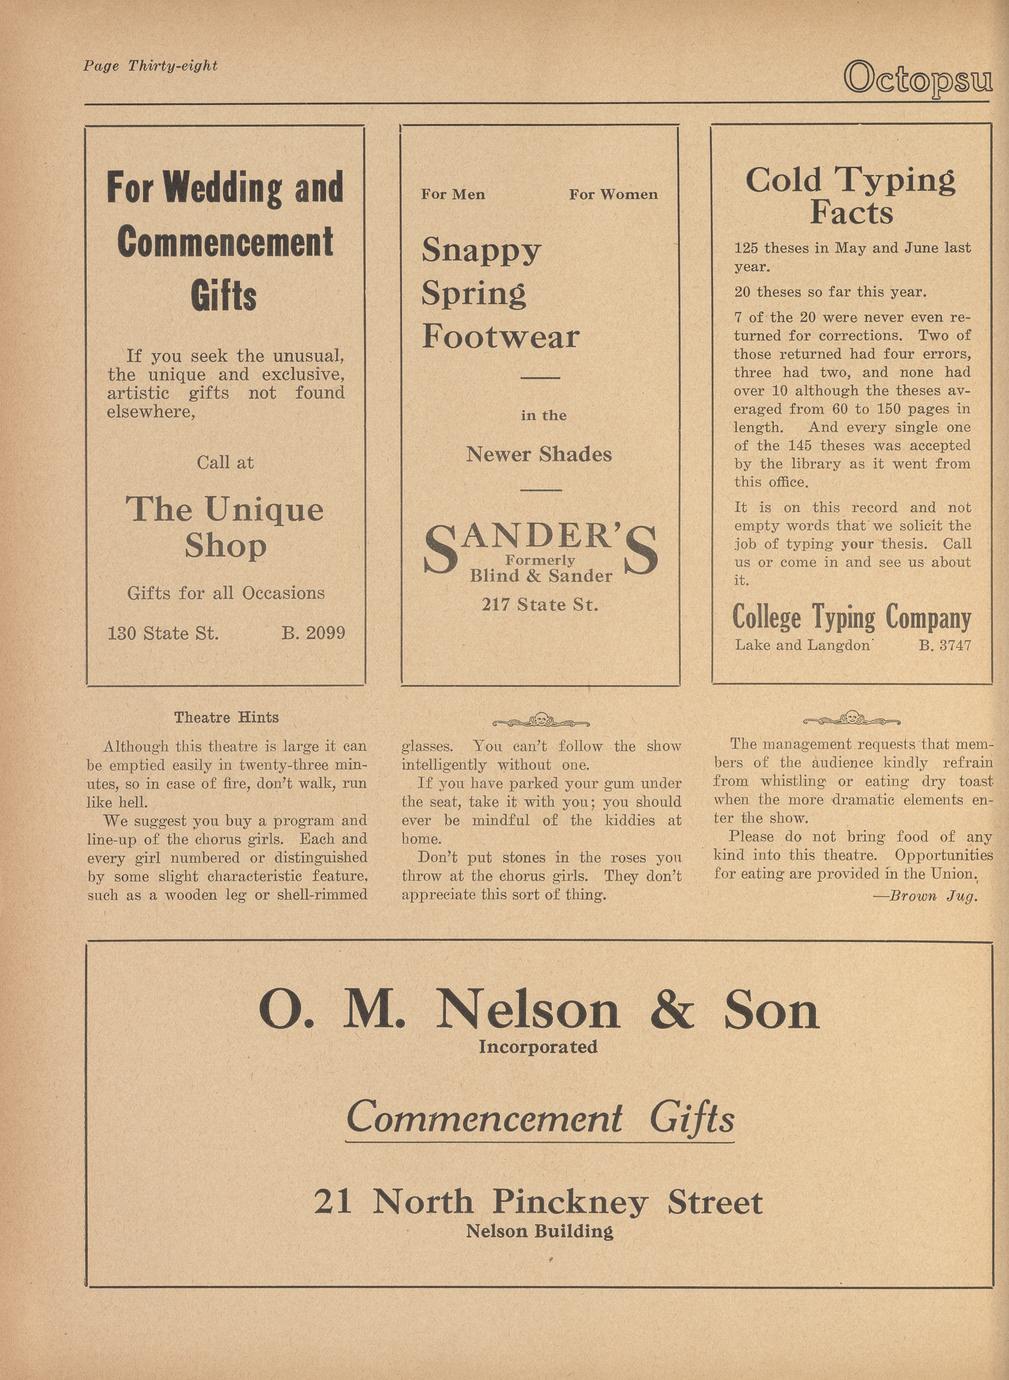 Page Thirty-eight
Octopsu
For Wedding and
Commencement
Gifts
If you seek the unusual,
the unique and exclusive,
artistic gifts not found
elsewhere,
Call at
The Unique
Shop
Gifts for all Occasions
130 State St. B. 2099
For Men For Women
Snappy
Spring
Footwear
in the
Newer Shades
SANDER'S
Formerly
Blind & Sander
217 State St.
Cold Typing
Facts
125 theses in May and June last
year.
20 theses so far this year.
7 of the 20 were never even re-
turned for corrections. Two of
those returned had four errors,
three had two, and none had
over 10 although the theses av-
eraged from 60 to 150 pages in
length. And every single one
of the 145 theses was accepted
by the library as it went from
this office.
It is on this record and not
empty words that we solicit the
job of typing your thesis. Call
us or come in and see us about
it.
College Typing Company
Lake and Langdon B. 3747
Theatre Hints
Although this theatre is large it can
be emptied easily in twenty-three min-
utes, so in case of fire, don't walk, run
like hell.
We suggest you buy a program and
line-up of the chorus girls. Each and
every girl numbered or distinguished
by some slight characteristic feature,
such as a wooden leg or shell-rimmed
glasses. You can't follow the show
intelligently without one.
If you have parked your gum under
the seat, take it with you; you should
ever be mindful of the kiddies at
home.
Don't put stones in the roses you
throw at the chorus girls. They don't
appreciate this sort of thing.
The management requests that mem-
bers of the audience kindly refrain
from whistling or eating dry toast
when the more dramatic elements en-
ter the show.
Please do not bring food of any
kind into this theatre. Opportunities
for eating are provided in the Union.
—Brown Jug.
O. M. Nelson & Son
Incorporated
Commencement Gifts
21 North Pinckney Street
Nelson Building